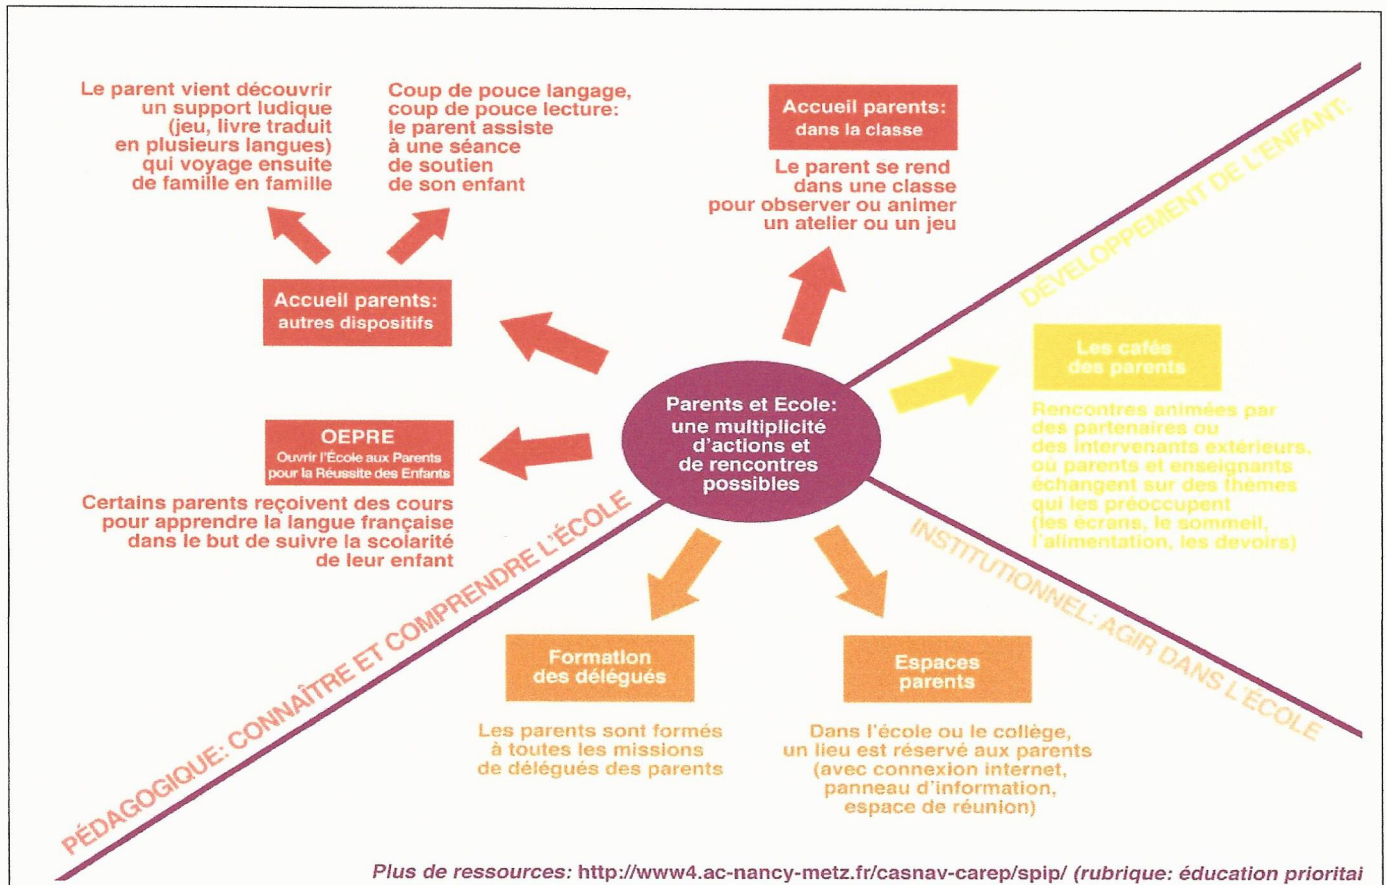 Le parent vient découvrir
un support ludique
(jeu, livre traduit
en plusieurs langues)
qui voyage ensuite
de famille en famille
Coup de pouce langage,
coup de pouce lecture:
le parent assiste
à une séance
de soutien
de son enfant
Accueil parents:
autres dispositifs
Accueil parents:
dans la classe
Le parent se rend
dans une classe
pour observer ou animer
un atelier ou un jeu
DÉVELOPPEMENT DE L'ENFANT:
Les cafés
des parents
Rencontres animées par
des partenaires ou
des intervenants extérieurs,
où parents et enseignants
échangent sur des thèmes
qui les préoccupent
(les écrans, le sommeil,
l'alimentation, les devoirs)
Parents et Ecole:
une multiplicité
d'actions et
de rencontres
possibles
OEPRE
Ouvrir l'École aux Parents
pour la Réussite des Enfants
Certains parents reçoivent des cours
pour apprendre la langue française
dans le but de suivre la scolarité
de leur enfant
PÉDAGOGIQUE: CONNAÎTRE ET COMPRENDRE L'ÉCOLE
INSTITUTIONNEL: AGIR DANS L'ÉCOLE
Formation
des délégués
Les parents sont formés
à toutes les missions
de délégués des parents
Espaces
parents
Dans l'école ou le collège,
un lieu est réservé aux parents
(avec connexion internet,
panneau d'information,
espace de réunion)
Plus de ressources: http://www4.ac-nancy-metz.fr/casnav-carep/spip/ (rubrique: éducation prioritai